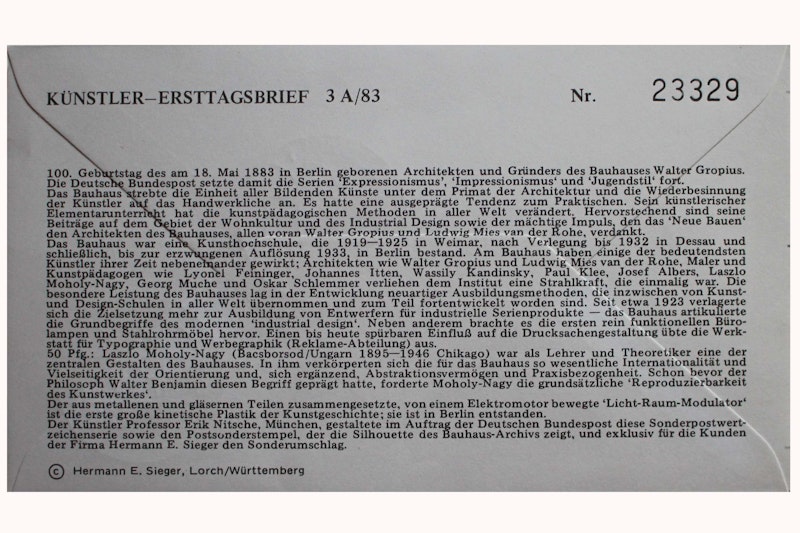 KÜNSTLER–ERSTTAGSBRIEF 3 A/83 Nr. 23329
100. Geburtstag des am 18. Mai 1883 in Berlin geborenen Architekten und Gründers des Bauhauses Walter Gropius.
Die Deutsche Bundespost setzte damit die Serien 'Expressionismus', 'Impressionismus' und 'Jugendstil' fort.
Das Bauhaus strebte die Einheit aller Bildenden Künste unter dem Primat der Architektur und die Wiederbesinnung
der Künstler auf das Handwerkliche an. Es hatte eine ausgeprägte Tendenz zum Praktischen. Sein künstlerischer
Elementarunterricht hat die kunstpädagogischen Methoden in aller Welt verändert. Hervorstechend sind seine
Beiträge auf dem Gebiet der Wohnkultur und des Industrial Design sowie der mächtige Impuls, den das 'Neue Bauen'
den Architekten des Bauhauses, allen voran Walter Gropius und Ludwig Mies van der Rohe, verdankt.
Das Bauhaus war eine Kunsthochschule, die 1919—1925 in Weimar, nach Verlegung bis 1932 in Dessau und
schließlich, bis zur erzwungenen Auflösung 1933, in Berlin bestand. Am Bauhaus haben einige der bedeutendsten
Künstler ihrer Zeit nebeneinander gewirkt; Architekten wie Walter Gropius und Ludwig Mies van der Rohe, Maler und
Kunstpädagogen wie Lyonel Feininger, Johannes Itten, Wassily Kandinsky, Paul Klee, Josef Albers, Laszlo
Moholy-Nagy, Georg Muche und Oskar Schlemmer verliehen dem Institut eine Strahlkraft, die einmalig war. Die
besondere Leistung des Bauhauses lag in der Entwicklung neuartiger Ausbildungsmethoden, die inzwischen von Kunst-
und Design-Schulen in aller Welt übernommen und zum Teil fortentwickelt worden sind. Seit etwa 1923 verlagerte
sich die Zielsetzung mehr zur Ausbildung von Entwerfern für industrielle Serienprodukte — das Bauhaus artikulierte
die Grundbegriffe des modernen 'industrial design'. Neben anderem brachte es die ersten rein funktionellen Büro-
lampen und Stahlrohrmöbel hervor. Einen bis heute spürbaren Einfluß auf die Drucksachengestaltung übte die Werk-
statt für Typographie und Werbegraphik (Reklame-Abteilung) aus.
50 Pfg.: Laszlo Moholy-Nagy (Bacsborsod/Ungarn 1895—1946 Chikago) war als Lehrer und Theoretiker eine der
zentralen Gestalten des Bauhauses. In ihm verkörperten sich die für das Bauhaus so wesentliche Internationalität und
Vielseitigkeit der Orientierung und, sich ergänzend, Abstraktionsvermögen und Praxisbezogenheit. Schon bevor der
Philosoph Walter Benjamin diesen Begriff geprägt hatte, forderte Moholy-Nagy die grundsätzliche 'Reproduzierbarkeit
des Kunstwerkes'.
Der aus metallenen und gläsernen Teilen zusammengesetzte, von einem Elektromotor bewegte 'Licht-Raum-Modulator'
ist die erste große kinetische Plastik der Kunstgeschichte; sie ist in Berlin entstanden.
Der Künstler Professor Erik Nitsche, München, gestaltete im Auftrag der Deutschen Bundespost diese Sonderpostwert-
zeichenserie sowie den Postsonderstempel, der die Silhouette des Bauhaus-Archivs zeigt, und exklusiv für die Kunden
der Firma Hermann E. Sieger den Sonderumschlag.
© Hermann E. Sieger, Lorch/Württemberg